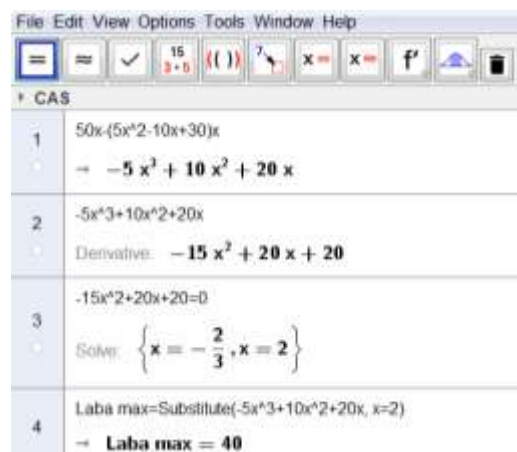 File Edit View Options Tools Window Help
= ≈ ✓ 15 3·5 (( )) 7 x = x ≈ f'
CAS
1 50x-(5x^2-10x+30)x
→ −5 x³ + 10 x² + 20 x
2 -5x^3+10x^2+20x
Derivative: −15 x² + 20 x + 20
3 -15x^2+20x+20=0
Solve: {x = −2/3, x = 2}
4 Laba max=Substitute(-5x^3+10x^2+20x, x=2)
→ Laba max = 40